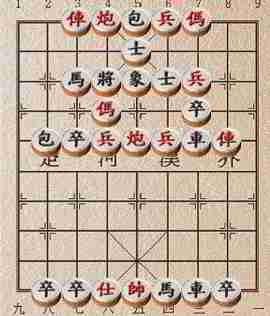 1 2 3 4 5 6 7 8 9
俥 炮 包 兵 傌
士
馬 將 象 士 兵
傌 卒
包 卒 兵 炮 兵 車 俥
河 界
卒 卒 仕 帥 馬 車 卒
九 八 七 六 五 四 三 二 一